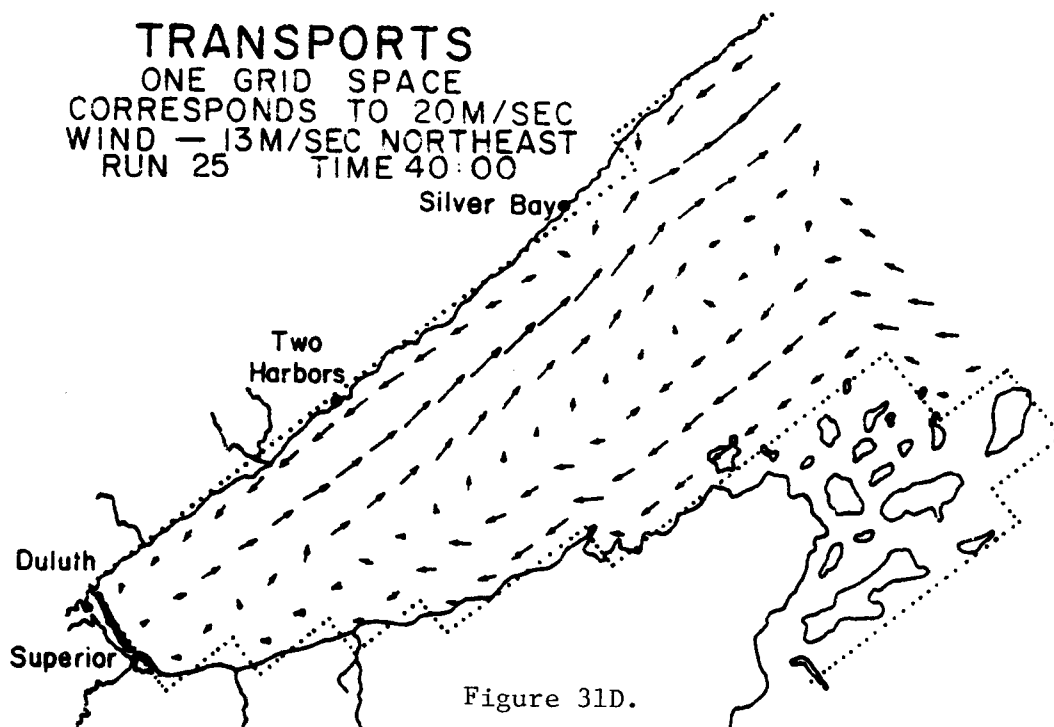 TRANSPORTS
ONE GRID SPACE
CORRESPONDS TO 20M/SEC
WIND — 13M/SEC NORTHEAST
RUN 25 TIME 40:00
Silver Bay
Two
Harbors
Duluth
Superior
Figure 31D.